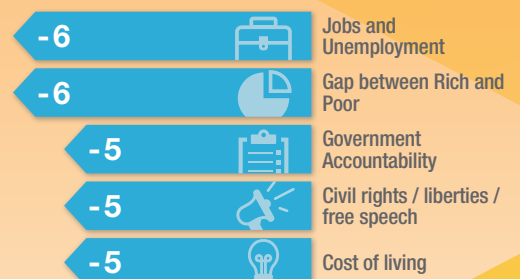 -6
Jobs and
Unemployment
-6
Gap between Rich and
Poor
-5
Government
Accountability
-5
Civil rights / liberties /
free speech
-5
Cost of living